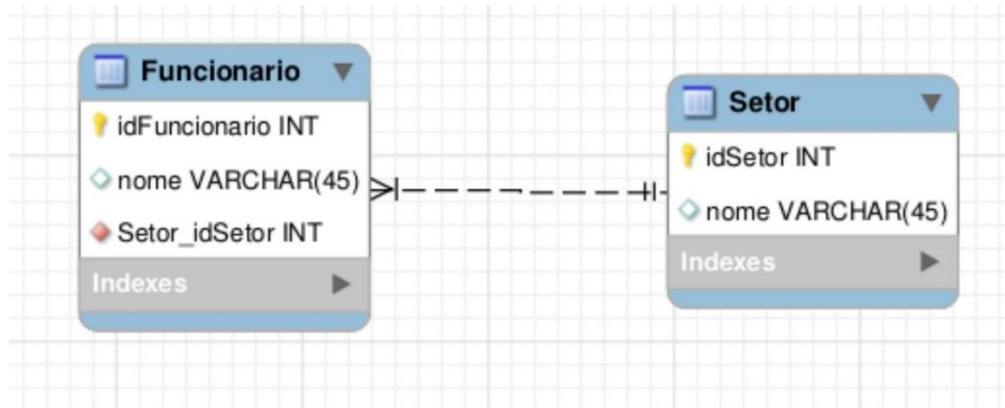 Funcionario
idFuncionario INT
nome VARCHAR(45)
Setor_idSetor INT
Indexes
Setor
idSetor INT
nome VARCHAR(45)
Indexes